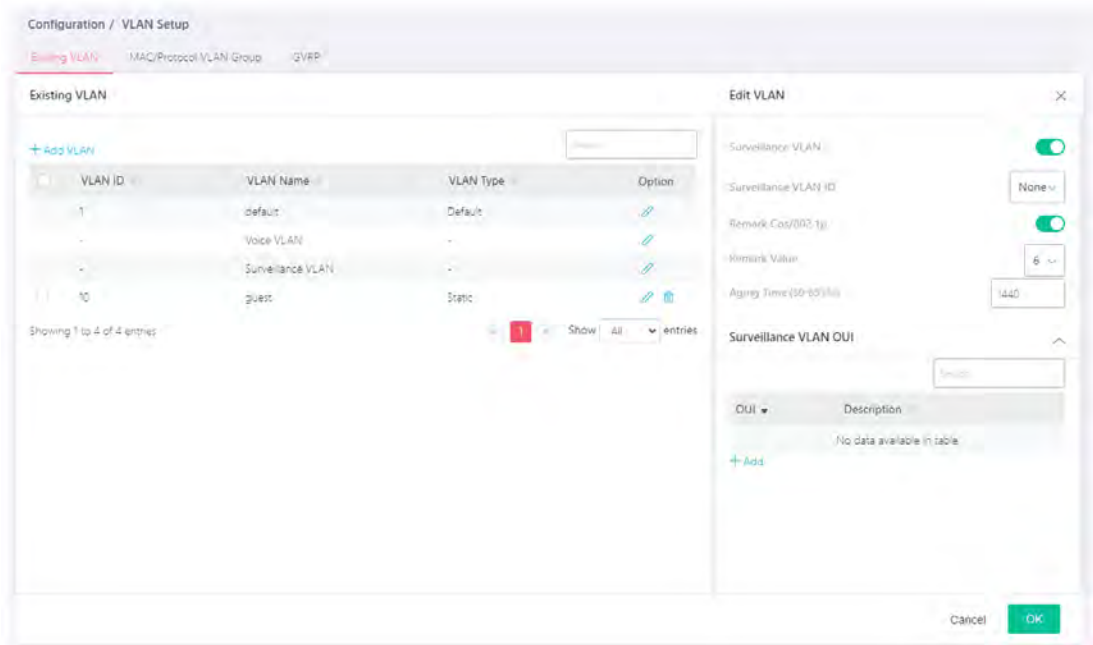 Configuration / VLAN Setup
Existing VLAN MAC/Protocol VLAN Group GVRP
Existing VLAN
+ Add VLAN
Search
VLAN ID VLAN Name VLAN Type Option
1 default Default
- Voice VLAN -
- Surveillance VLAN -
10 guest Static
Showing 1 to 4 of 4 entries
1
Show All entries
Edit VLAN
Surveillance VLAN
Surveillance VLAN ID None
Remark Cos/802.1p
Remark Value 6
Aging Time 1440
Surveillance VLAN OUI
Search
OUI Description
No data available in table
+ Add
Cancel OK